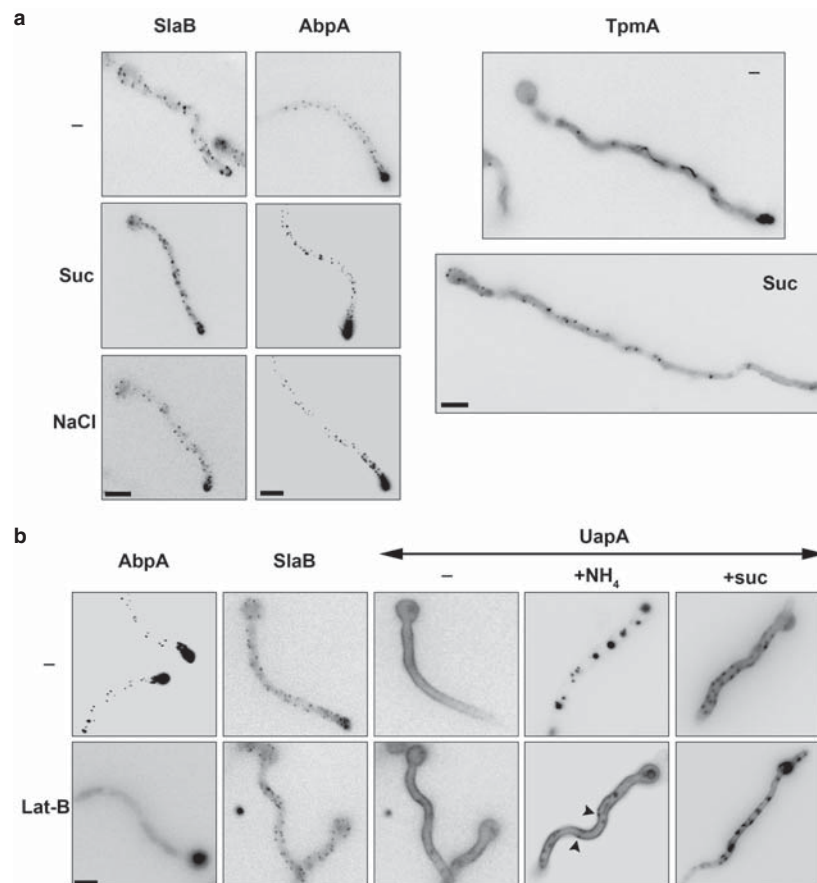 a
SlaB AbpA TpmA
– –
Suc Suc
NaCl
b
UapA
AbpA SlaB – +NH₄ +suc
–
Lat-B